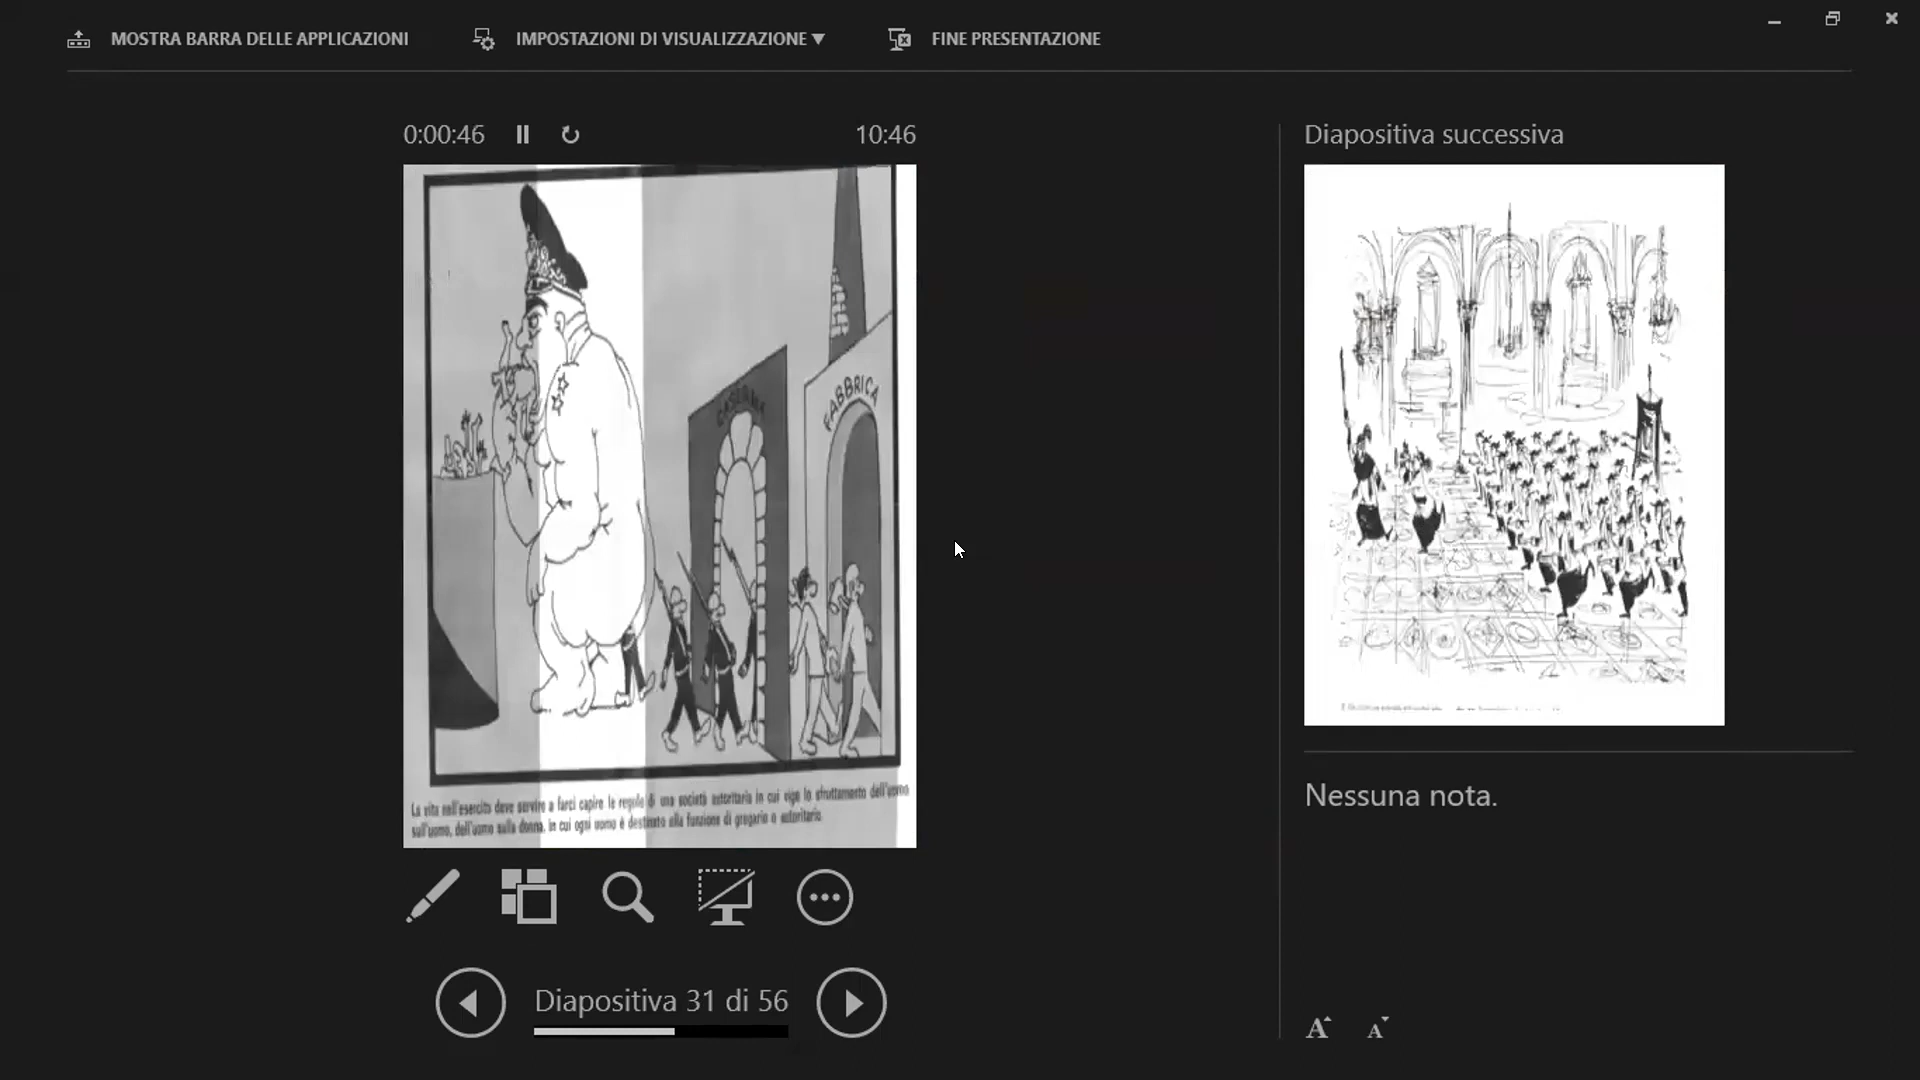 MOSTRA BARRA DELLE APPLICAZIONI
IMPOSTAZIONI DI VISUALIZZAZIONE ▼
FINE PRESENTAZIONE
0:00:46
10:46
Diapositiva successiva
CASERMA
FABBRICA
La vita nell'esercito deve servire a farci capire le regole di una società autoritaria in cui vige lo sfruttamento dell'uomo
sull'uomo, dell'uomo sulla donna, in cui ogni uomo è destinato alla funzione di gregario o autoritario.
Nessuna nota.
Diapositiva 31 di 56
A A